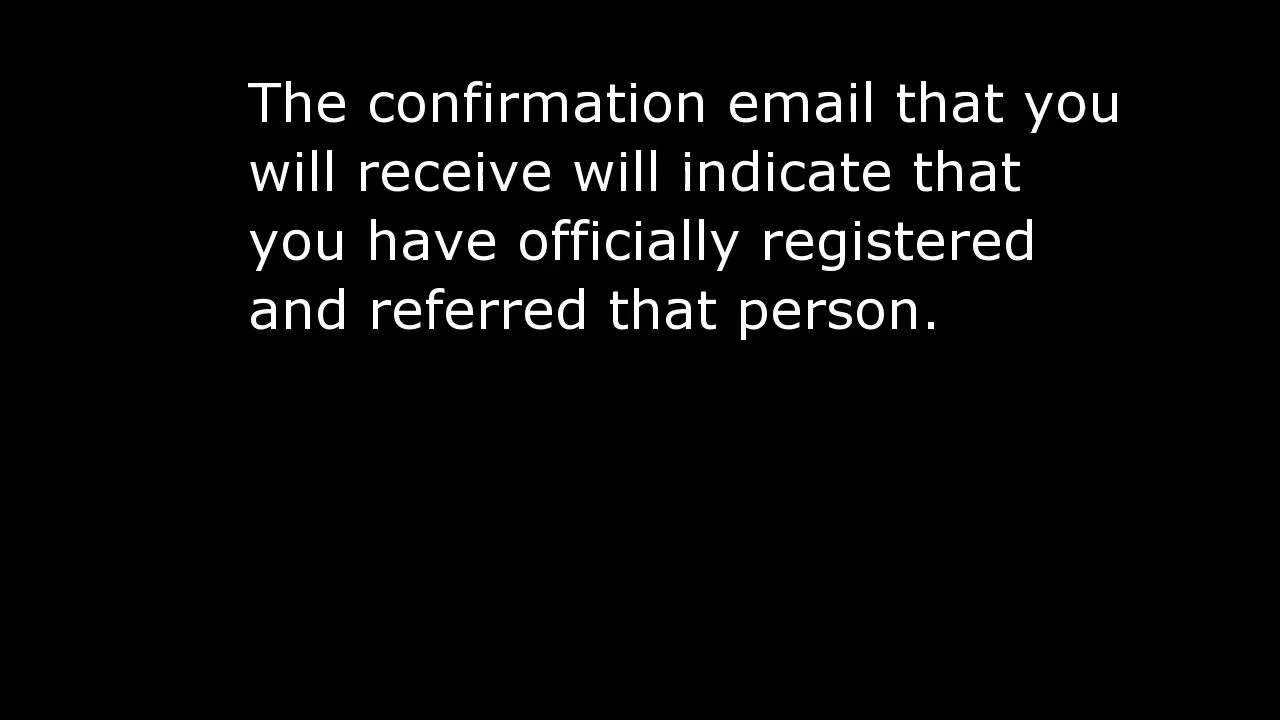 The confirmation email that you
will receive will indicate that
you have officially registered
and referred that person.